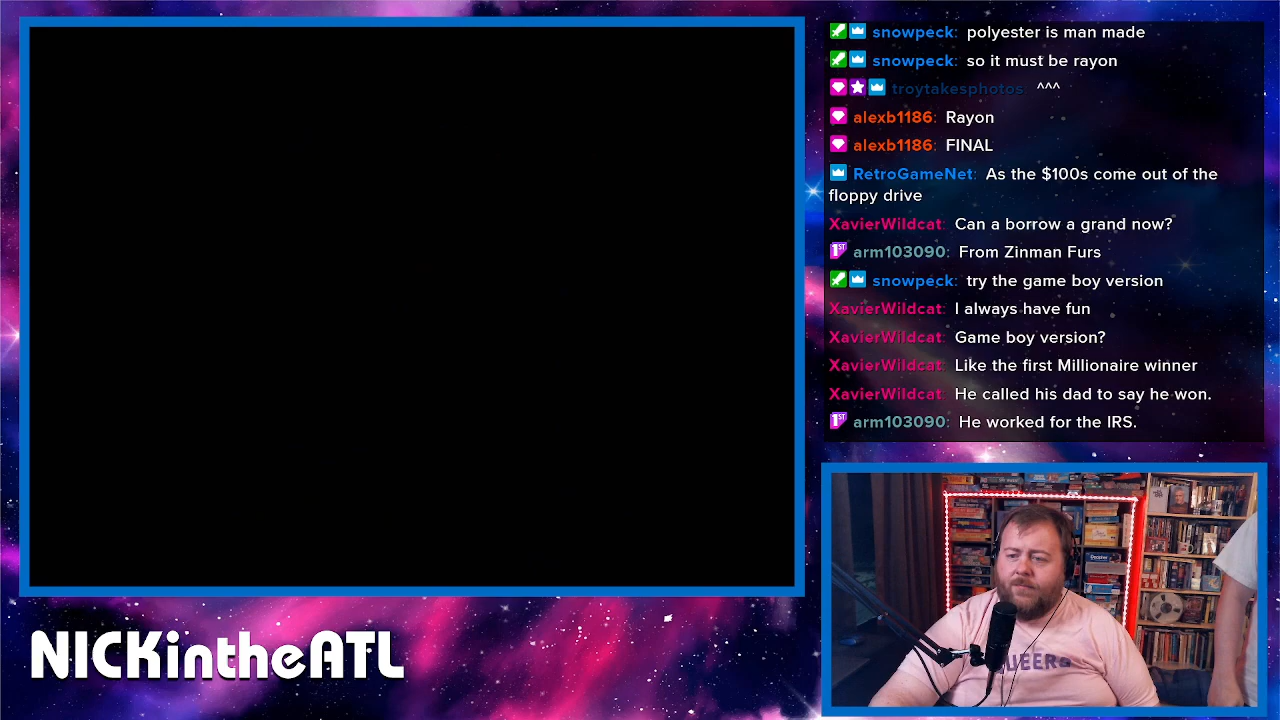 snowpeck: polyester is man made
snowpeck: so it must be rayon
troytakesphotos ^^^
alexb1186: Rayon
alexb1186: FINAL
RetroGameNet: As the $100s come out of the
floppy drive
XavierWildcat: Can a borrow a grand now?
1ST arm103090: From Zinman Furs
snowpeck: try the game boy version
XavierWildcat: I always have fun
XavierWildcat: Game boy version?
XavierWildcat: Like the first Millionaire winner
XavierWildcat: He called his dad to say he won.
1ST arm103090: He worked for the IRS.
NICKintheATL